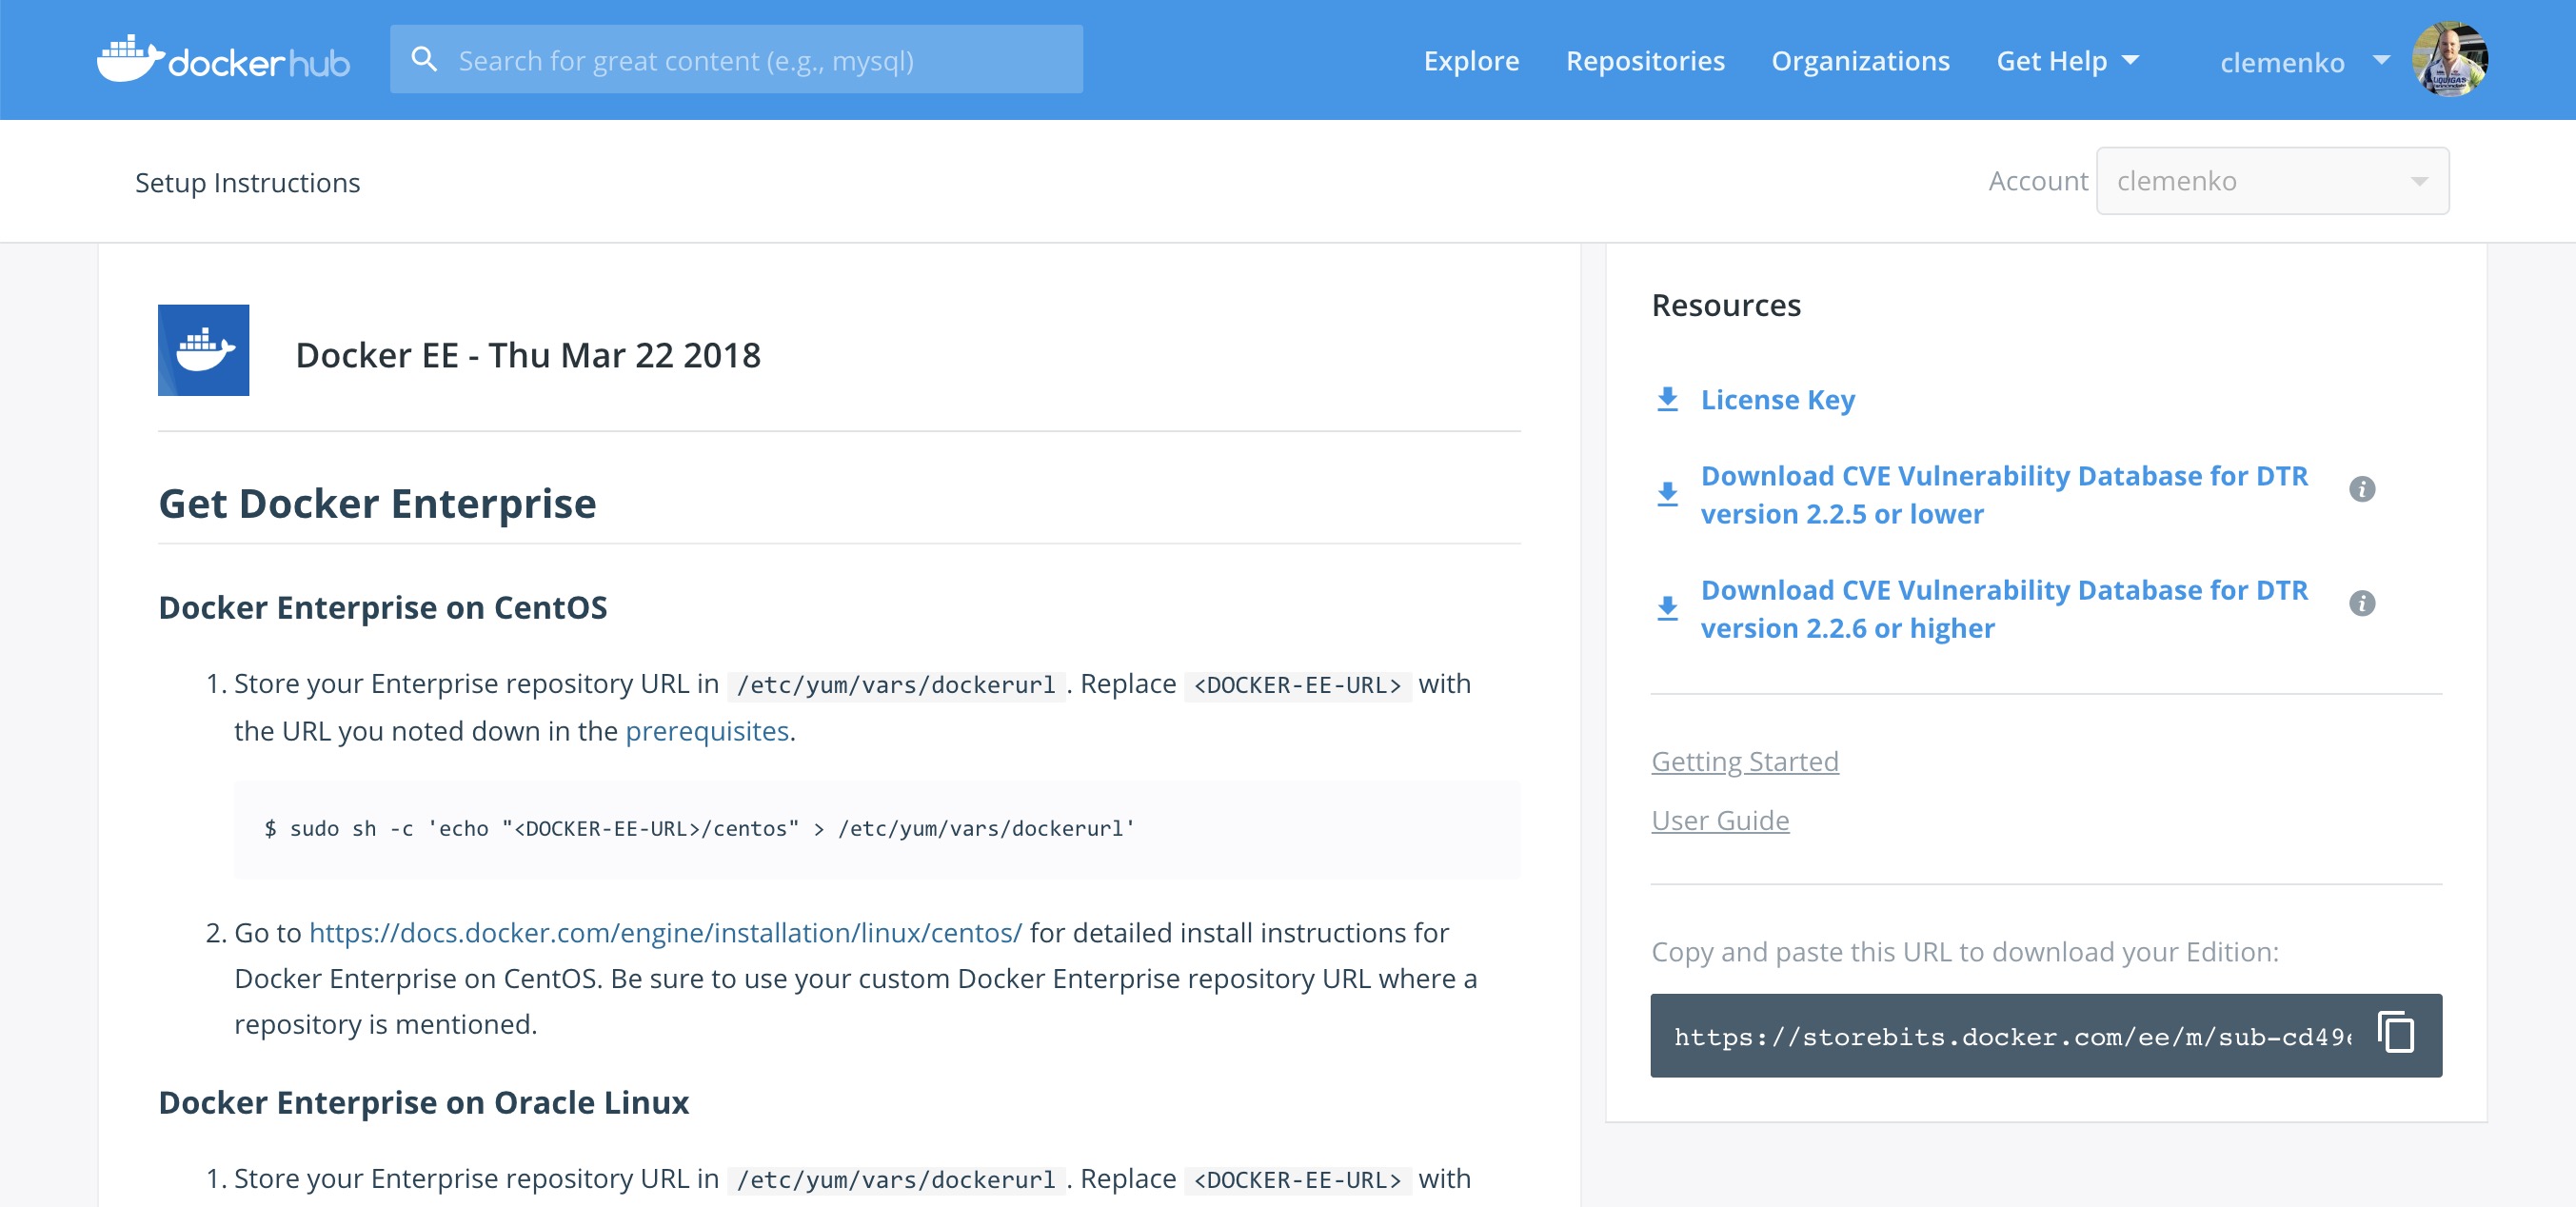 dockerhub
Search for great content (e.g., mysql)
Explore
Repositories
Organizations
Get Help
clemenko
Setup Instructions
Account
clemenko
Docker EE - Thu Mar 22 2018
Get Docker Enterprise
Docker Enterprise on CentOS
1. Store your Enterprise repository URL in /etc/yum/vars/dockerurl . Replace <DOCKER-EE-URL> with
the URL you noted down in the prerequisites.
$ sudo sh -c 'echo "<DOCKER-EE-URL>/centos" > /etc/yum/vars/dockerurl'
2. Go to https://docs.docker.com/engine/installation/linux/centos/ for detailed install instructions for
Docker Enterprise on CentOS. Be sure to use your custom Docker Enterprise repository URL where a
repository is mentioned.
Docker Enterprise on Oracle Linux
1. Store your Enterprise repository URL in /etc/yum/vars/dockerurl . Replace <DOCKER-EE-URL> with
Resources
License Key
Download CVE Vulnerability Database for DTR
version 2.2.5 or lower
Download CVE Vulnerability Database for DTR
version 2.2.6 or higher
Getting Started
User Guide
Copy and paste this URL to download your Edition:
https://storebits.docker.com/ee/m/sub-cd49